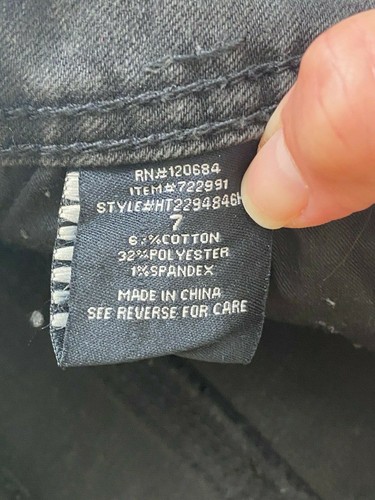 RN#120684
ITEM#722991
STYLE#HT2294846H
7
67%COTTON
32%POLYESTER
1%SPANDEX
MADE IN CHINA
SEE REVERSE FOR CARE